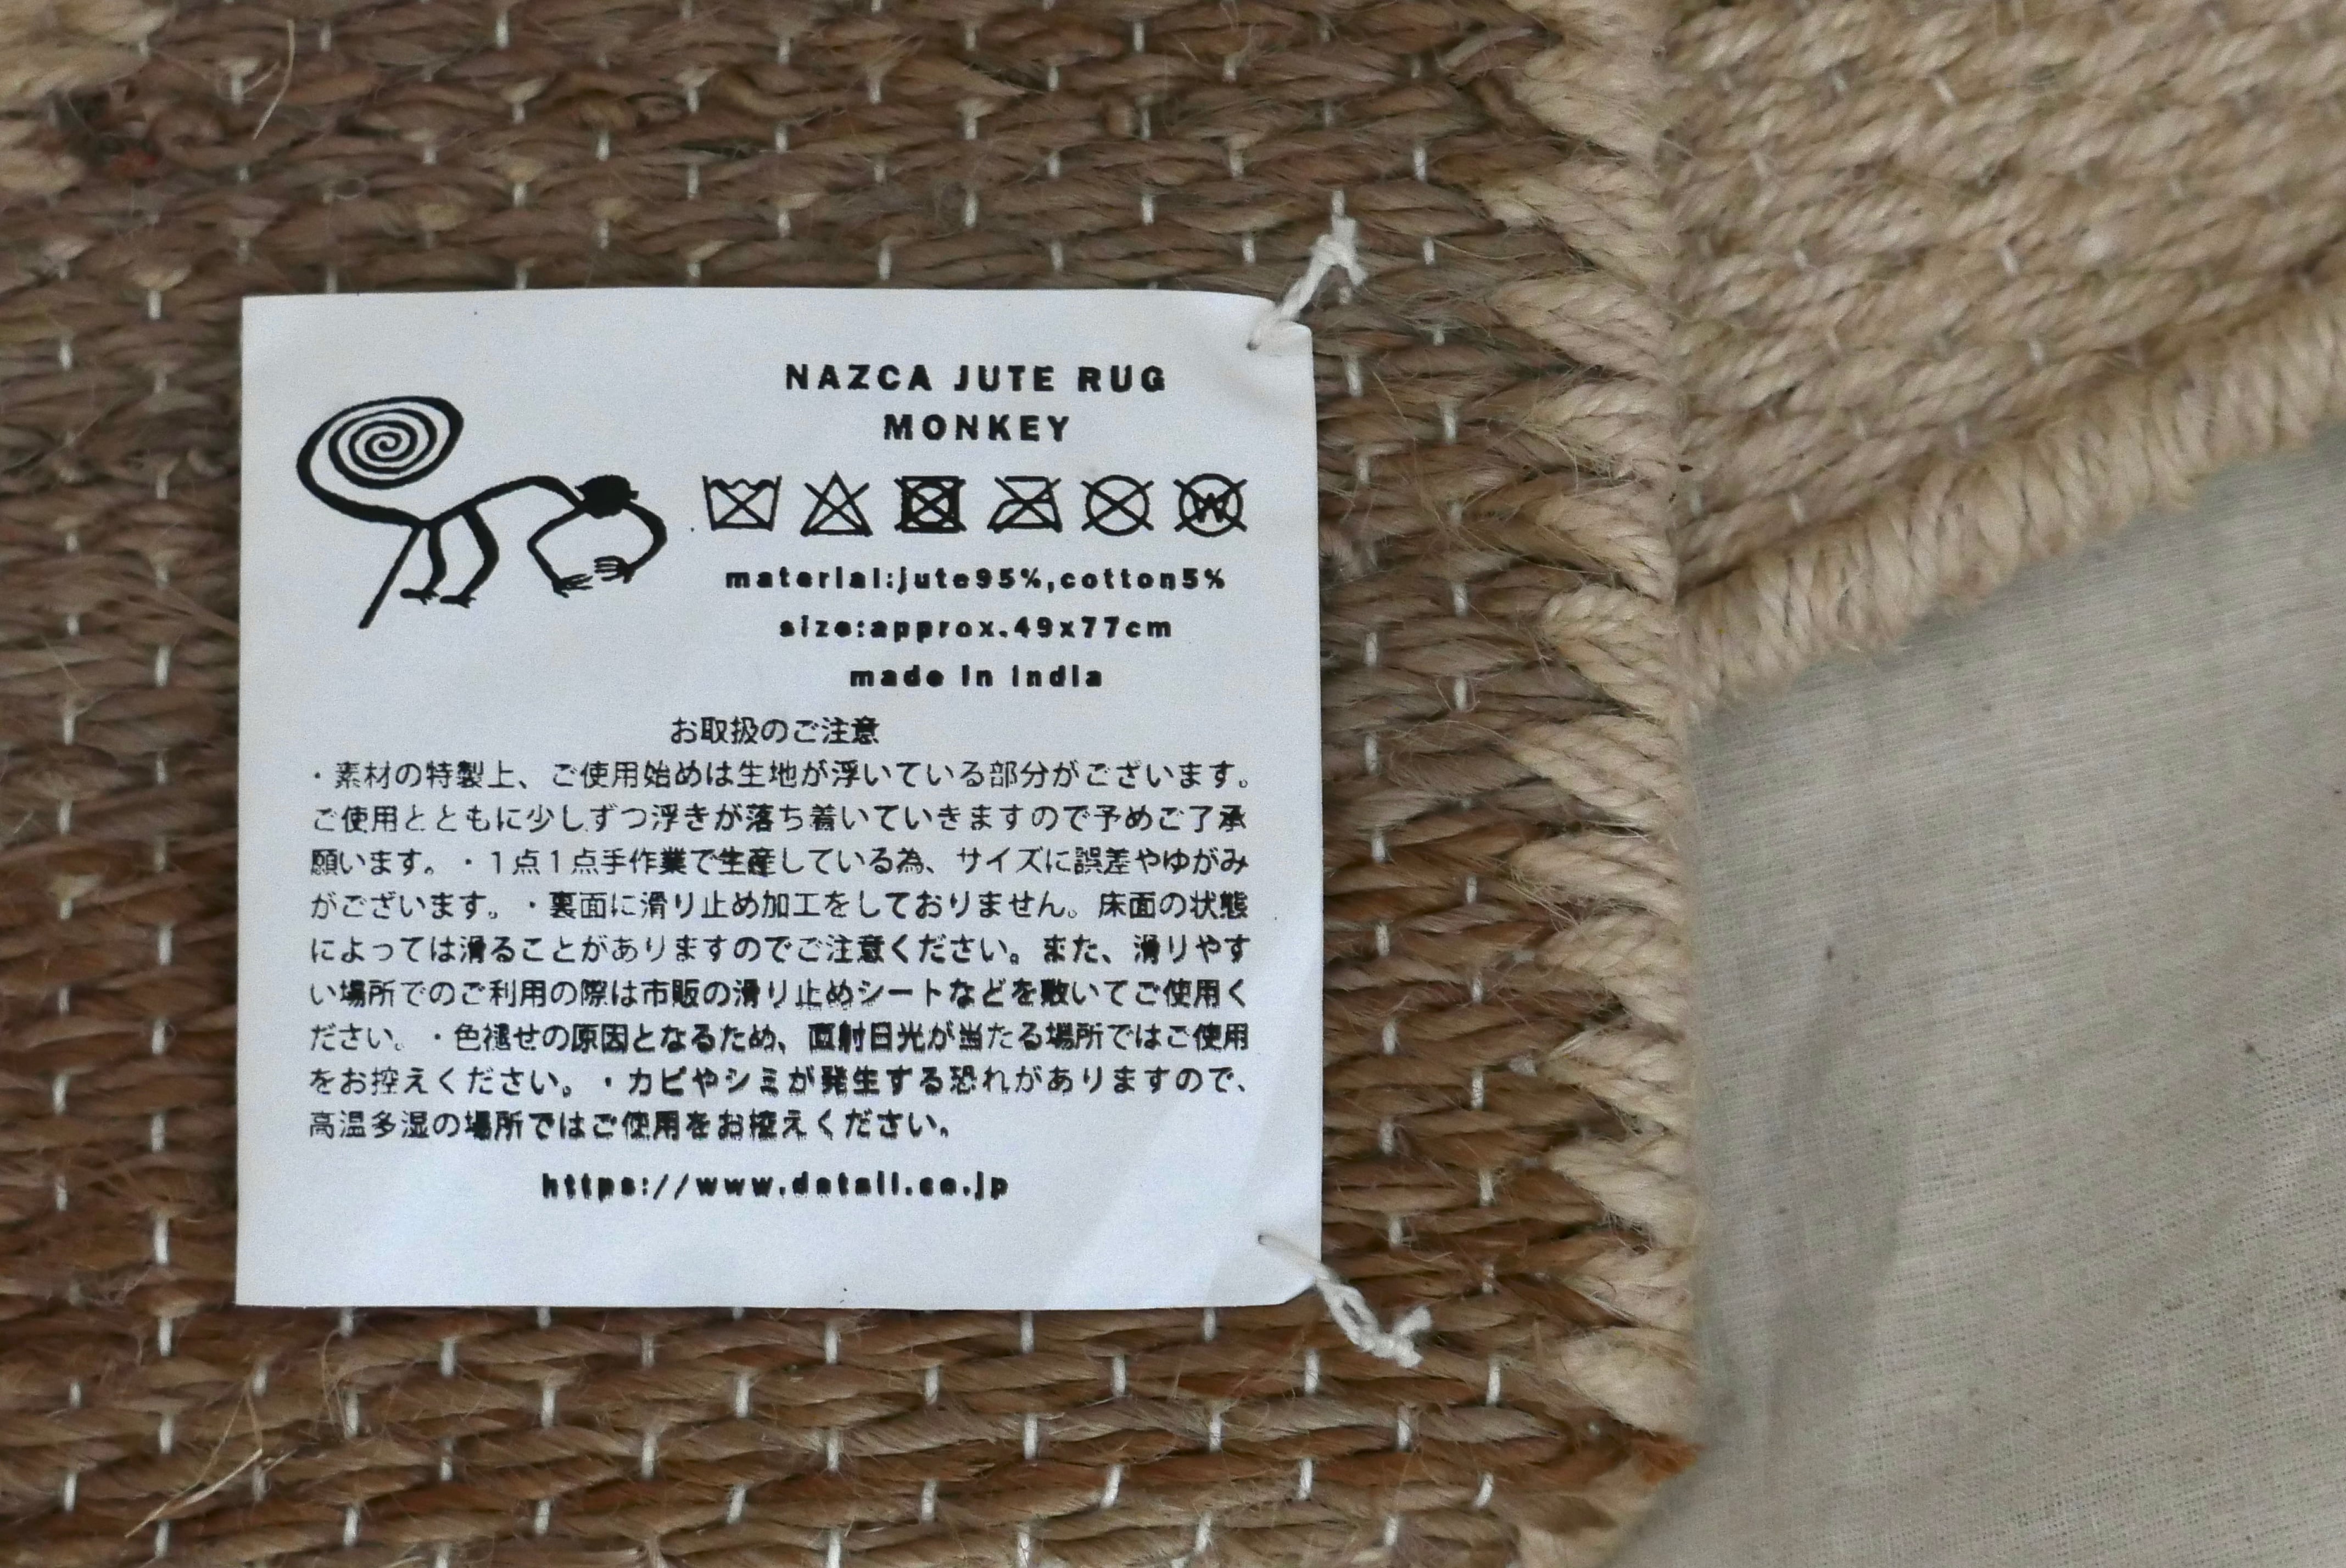 NAZCA JUTE RUG
MONKEY
W
material:jute95%,cotton5%
size:approx.49x77cm
made in india
お取扱のご注意
・素材の特製上、ご使用始めは生地が浮いている部分がございます。
ご使用とともに少しずつ浮きが落ち着いていきますので予めご了承
願います。・１点１点手作業で生産している為、サイズに誤差やゆがみ
がございます。・裏面に滑り止め加工をしておりません。床面の状態
によっては滑ることがありますのでご注意ください。また、滑りやす
い場所でのご利用の際は市販の滑り止めシートなどを敷いてご使用く
ださい。・色褪せの原因となるため、直射日光が当たる場所ではご使用
をお控えください。・カビやシミが発生する恐れがありますので、
高温多湿の場所ではご使用をお控えください。
https://www.detail.co.jp